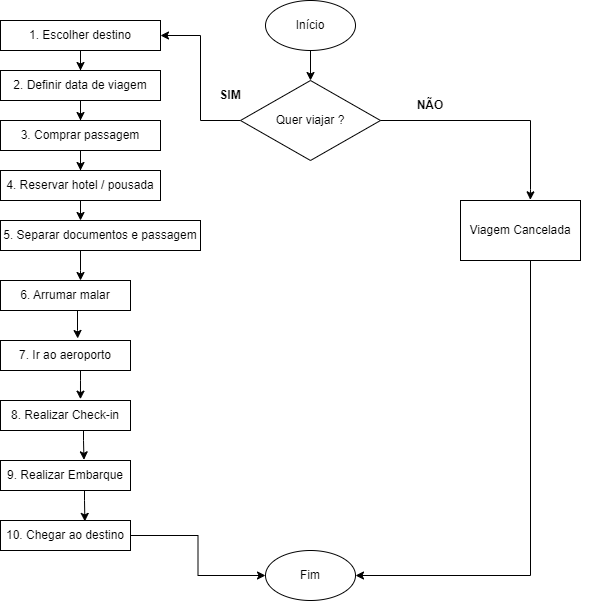 Início
Quer viajar ?
SIM
NÃO
1. Escolher destino
2. Definir data de viagem
3. Comprar passagem
4. Reservar hotel / pousada
5. Separar documentos e passagem
6. Arrumar malar
7. Ir ao aeroporto
8. Realizar Check-in
9. Realizar Embarque
10. Chegar ao destino
Viagem Cancelada
Fim